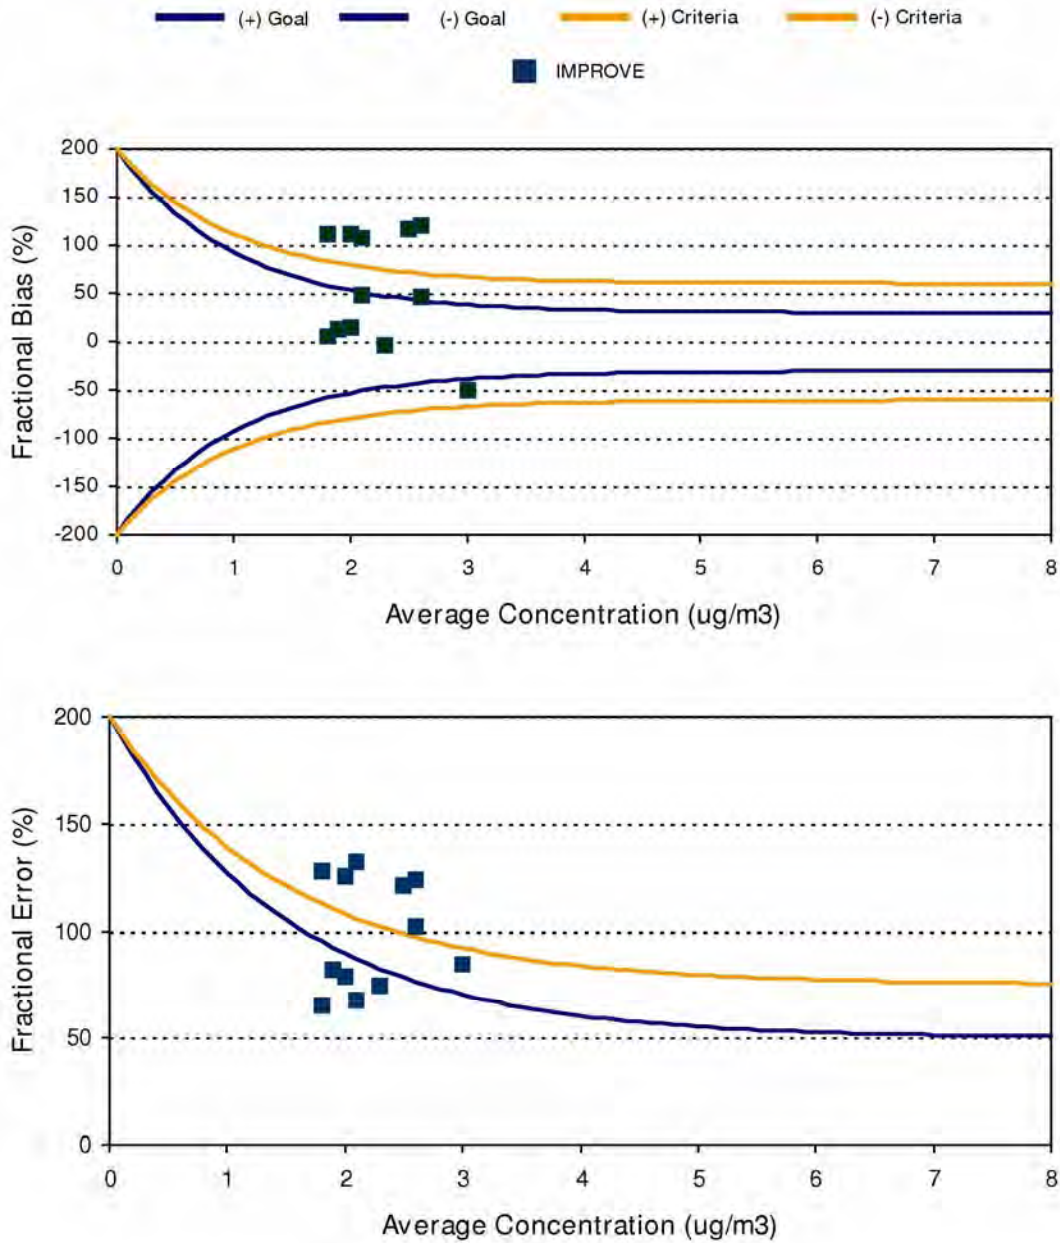 (+) Goal (-) Goal (+) Criteria (-) Criteria
IMPROVE
Fractional Bias (%)
200
150
100
50
0
-50
-100
-150
-200
0 1 2 3 4 5 6 7 8
Average Concentration (ug/m3)
Fractional Error (%)
200
150
100
50
0
0 1 2 3 4 5 6 7 8
Average Concentration (ug/m3)